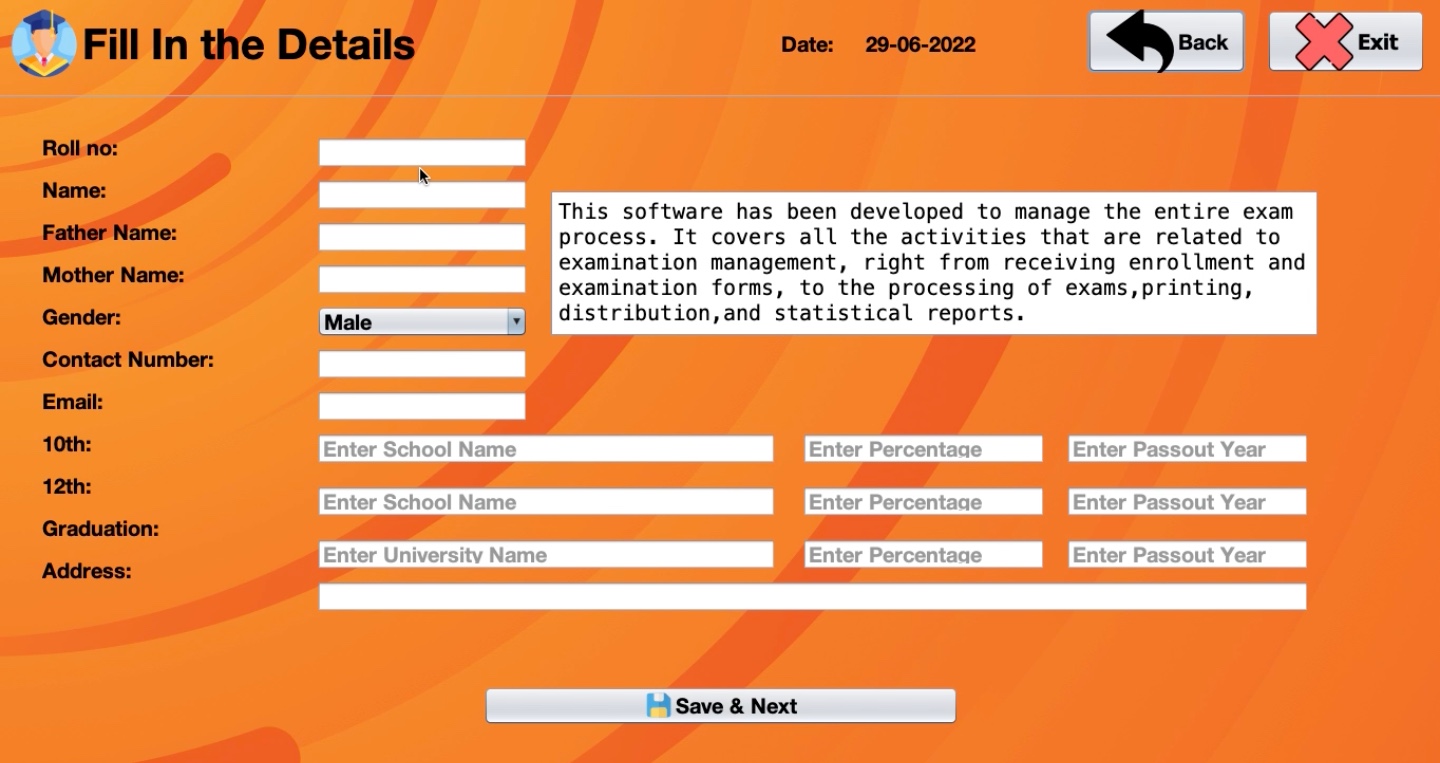 Fill In the Details
Date: 29-06-2022
Back
Exit
Roll no:
Name:
Father Name:
Mother Name:
Gender: Male
Contact Number:
Email:
This software has been developed to manage the entire exam
process. It covers all the activities that are related to
examination management, right from receiving enrollment and
examination forms, to the processing of exams,printing,
distribution,and statistical reports.
10th: Enter School Name Enter Percentage Enter Passout Year
12th: Enter School Name Enter Percentage Enter Passout Year
Graduation: Enter University Name Enter Percentage Enter Passout Year
Address:
Save & Next